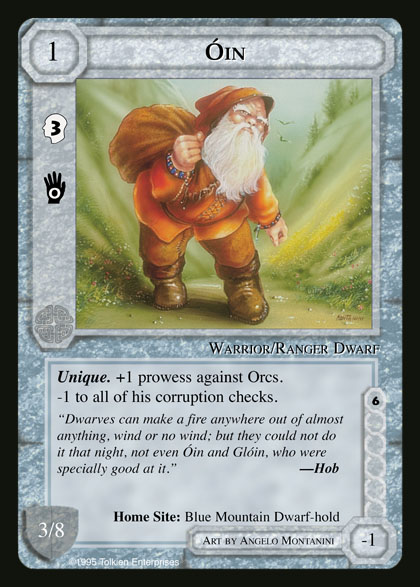 1
ÓIN
3
WARRIOR/RANGER DWARF
Unique. +1 prowess against Orcs.
-1 to all of his corruption checks.
“Dwarves can make a fire anywhere out of almost
anything, wind or no wind; but they could not do
it that night, not even Óin and Glóin, who were
specially good at it.” —Hob
6
Home Site: Blue Mountain Dwarf-hold
3/8
ART BY ANGELO MONTANINI
-1
©1995 Tolkien Enterprises